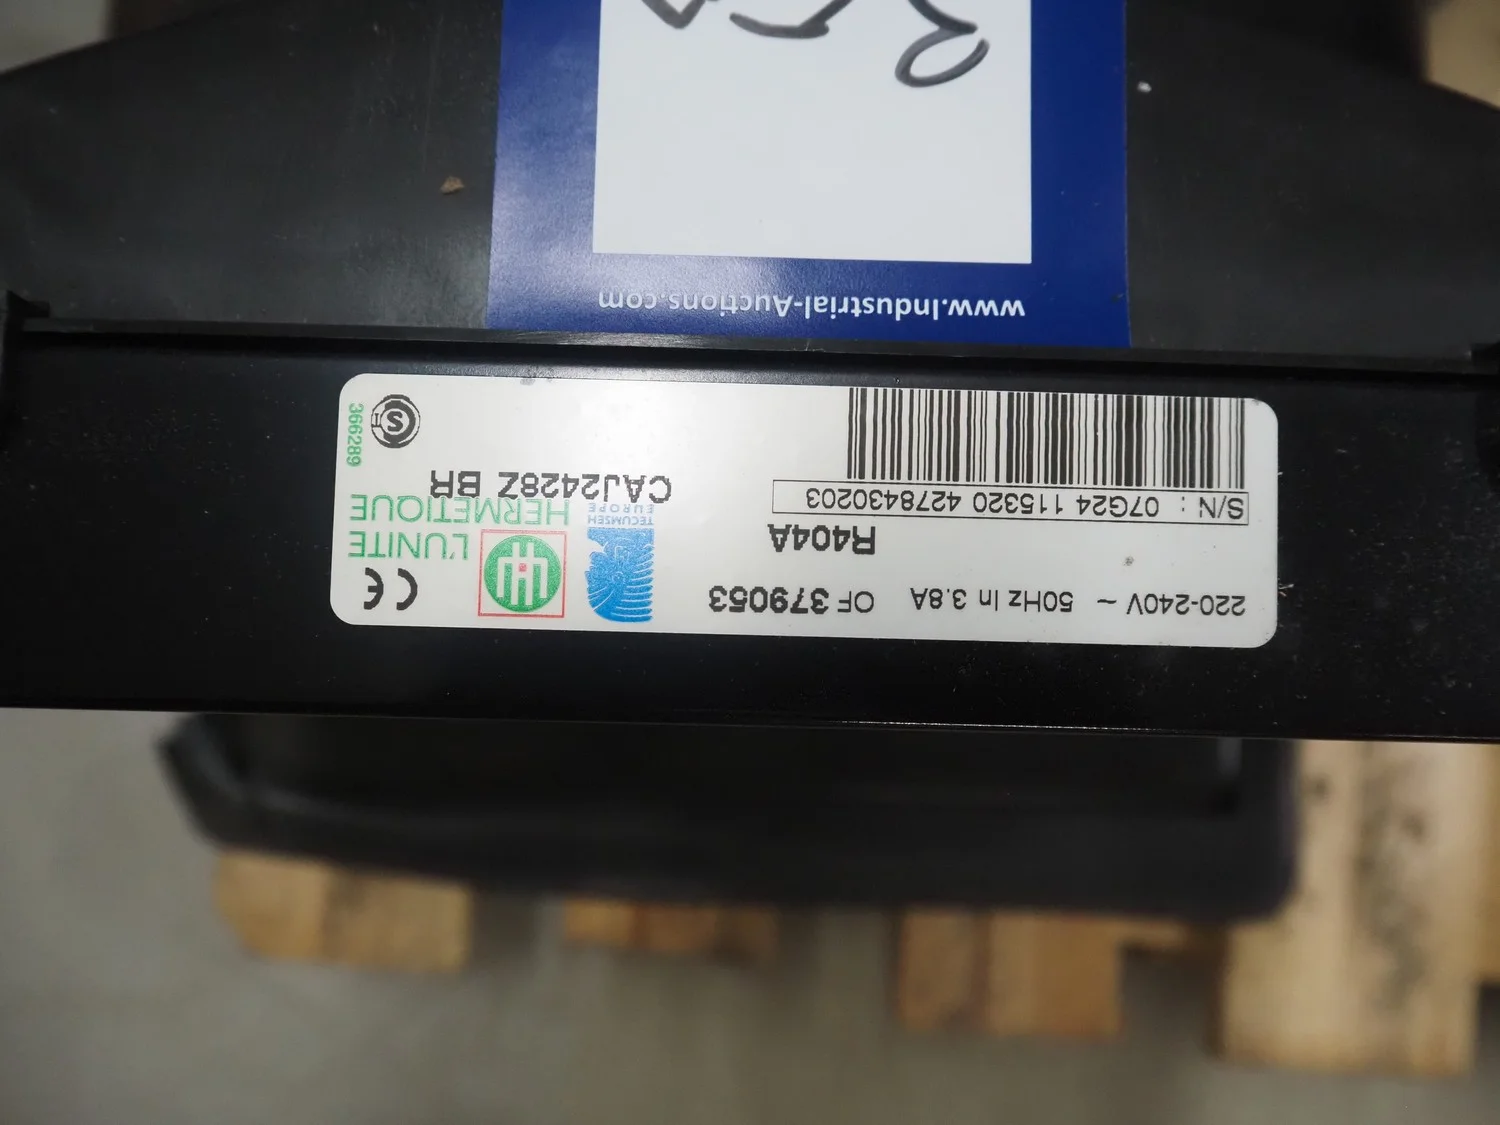 220-240V ~ 50Hz In 3.8A OF 379053
R404A
S/N : 07G24 115320 4278430203
TECUMSEH
EUROPE
L'UNITE
HERMETIQUE
CAJ2428Z BR
CE
366289
S
www.Industrial-Auctions.com